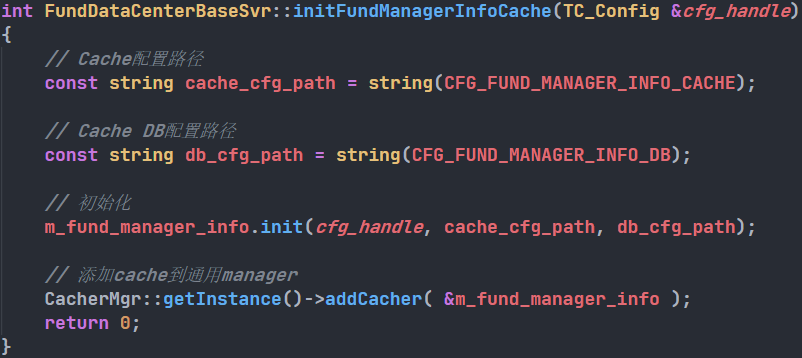 int FundDataCenterBaseSvr::initFundManagerInfoCache(TC_Config &cfg_handle)
{
    // Cache配置路径
    const string cache_cfg_path = string(CFG_FUND_MANAGER_INFO_CACHE);

    // Cache DB配置路径
    const string db_cfg_path = string(CFG_FUND_MANAGER_INFO_DB);

    // 初始化
    m_fund_manager_info.init(cfg_handle, cache_cfg_path, db_cfg_path);

    // 添加cache到通用manager
    CacherMgr::getInstance()->addCacher( &m_fund_manager_info );
    return 0;
}